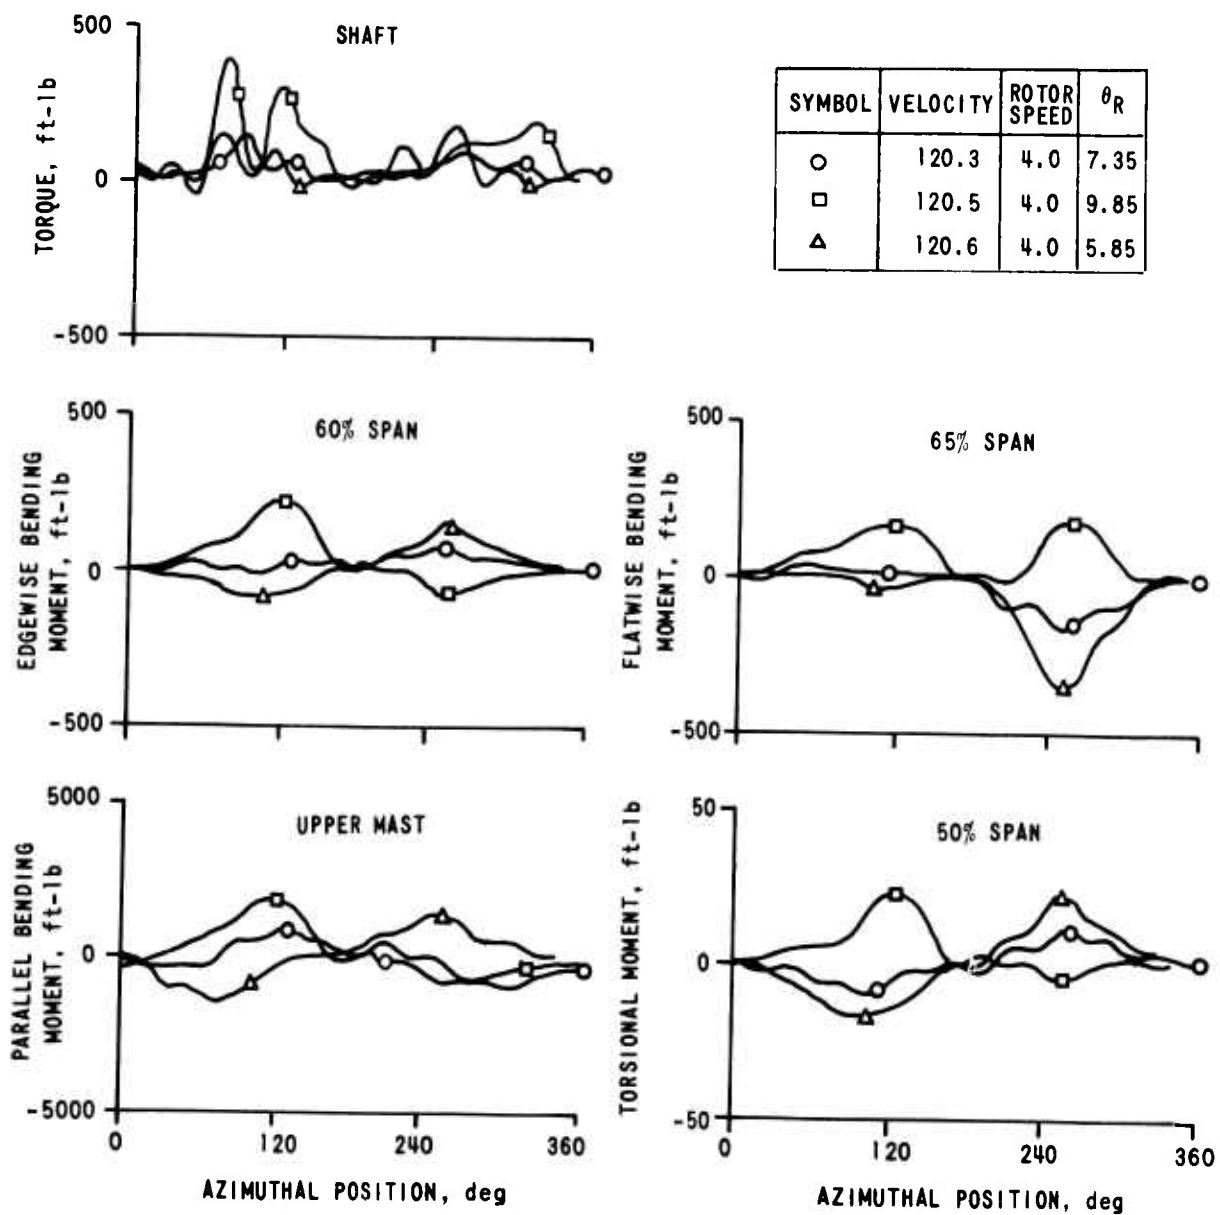 SHAFT
500
0
-500
TORQUE, ft-lb
SYMBOL VELOCITY ROTOR SPEED θR
○ 120.3 4.0 7.35
□ 120.5 4.0 9.85
△ 120.6 4.0 5.85
60% SPAN
500
0
-500
EDGEWISE BENDING
MOMENT, ft-lb
65% SPAN
500
0
-500
FLATWISE BENDING
MOMENT, ft-lb
UPPER MAST
5000
0
-5000
PARALLEL BENDING
MOMENT, ft-lb
0 120 240 360
AZIMUTHAL POSITION, deg
50% SPAN
50
0
-50
TORSIONAL MOMENT, ft-lb
0 120 240 360
AZIMUTHAL POSITION, deg